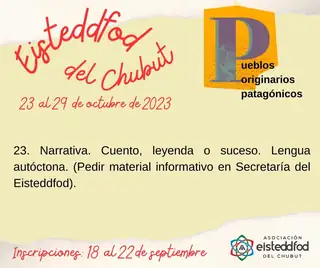 Eisteddfod
del Chubut
23 al 29 de octubre de 2023
Pueblos
originarios
patagónicos
23. Narrativa. Cuento, leyenda o suceso. Lengua
autóctona. (Pedir material informativo en Secretaría del
Eisteddfod).
Inscripciones: 18 al 22 de septiembre
ASOCIACIÓN
eisteddfod
DEL CHUBUT